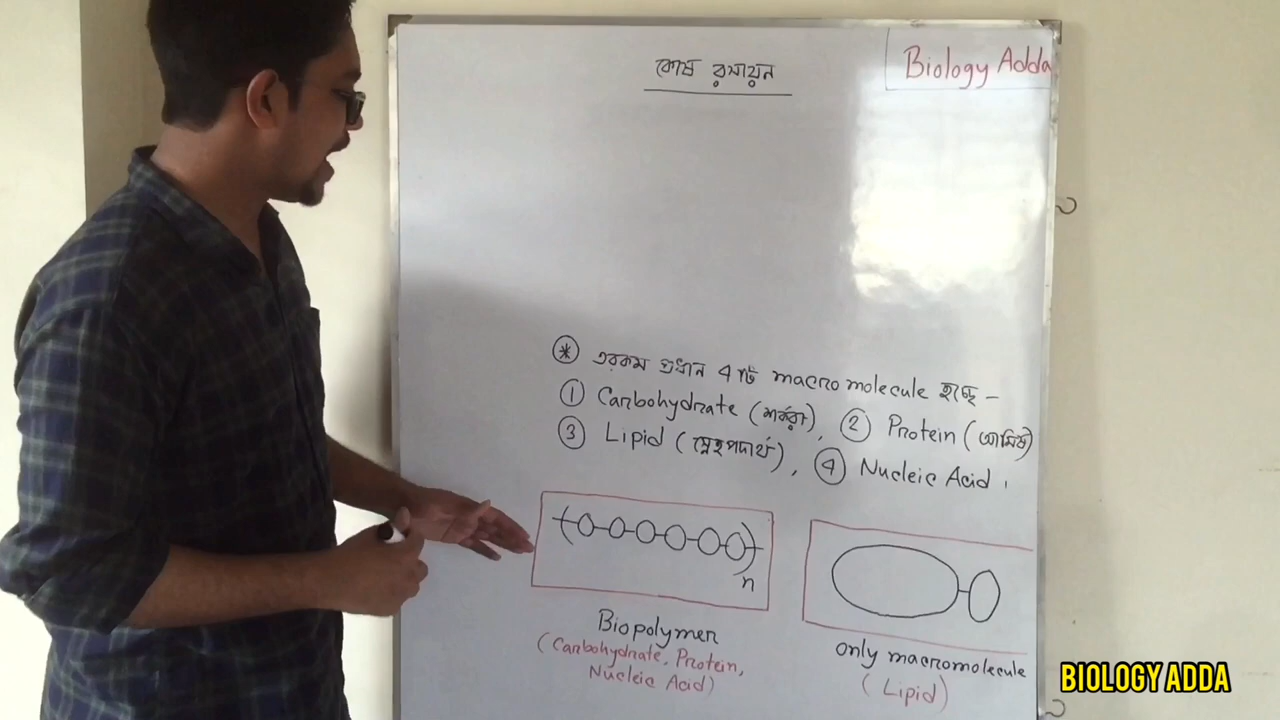 কোষ রসায়ন
Biology Adda
* এরকম প্রধান 4 টি macromolecule হচ্ছে -
① Carbohydrate (শর্করা), ② Protein (আমিষ)
③ Lipid (স্নেহপদার্থ), ④ Nucleic Acid।
n
Biopolymer
(Carbohydrate, Protein,
Nucleic Acid)
only macromolecule
(Lipid)
BIOLOGY ADDA